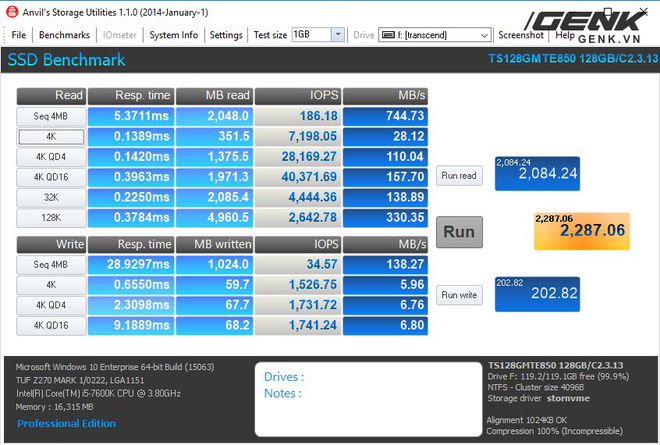 Anvil's Storage Utilities 1.1.0 (2014-January-1)
GENK
GENK.VN
File Benchmarks IOmeter System Info Settings Test size 1GB Drive f: [transcend] Screenshot Help
SSD Benchmark TS128GMTE850 128GB/C2.3.13
Read Resp. time MB read IOPS MB/s
Seq 4MB 5.3711ms 2,048.0 186.18 744.73
4K 0.1389ms 351.5 7,198.05 28.12
4K QD4 0.1420ms 1,375.5 28,169.27 110.04
4K QD16 0.3963ms 1,971.3 40,371.69 157.70
32K 0.2250ms 2,085.4 4,444.36 138.89
128K 0.3784ms 4,960.5 2,642.78 330.35
Run read 2,084.24 2,084.24
Run 2,287.06 2,287.06
Write Resp. time MB written IOPS MB/s
Seq 4MB 28.9297ms 1,024.0 34.57 138.27
4K 0.6550ms 59.7 1,526.75 5.96
4K QD4 2.3098ms 67.7 1,731.72 6.76
4K QD16 9.1889ms 68.2 1,741.24 6.80
Run write 202.82 202.82
Microsoft Windows 10 Enterprise 64-bit Build (15063)
TUF Z270 MARK 1/0222, LGA1151
Intel(R) Core(TM) i5-7600K CPU @ 3.80GHz
Memory : 16,315 MB
Professional Edition
Drives :
Notes :
TS128GMTE850 128GB/C2.3.13
Drive F: 119.2/119.1GB free (99.9%)
NTFS - Cluster size 4096B
Storage driver stornvme
Alignment 1024KB OK
Compression 100% (Incompressible)